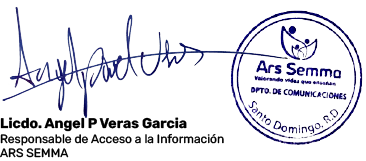 Ars Semma
Valorando vidas que enseñan
DPTO. DE COMUNICACIONES
Santo Domingo, R.D.
Licdo. Angel P Veras Garcia
Responsable de Acceso a la Información
ARS SEMMA